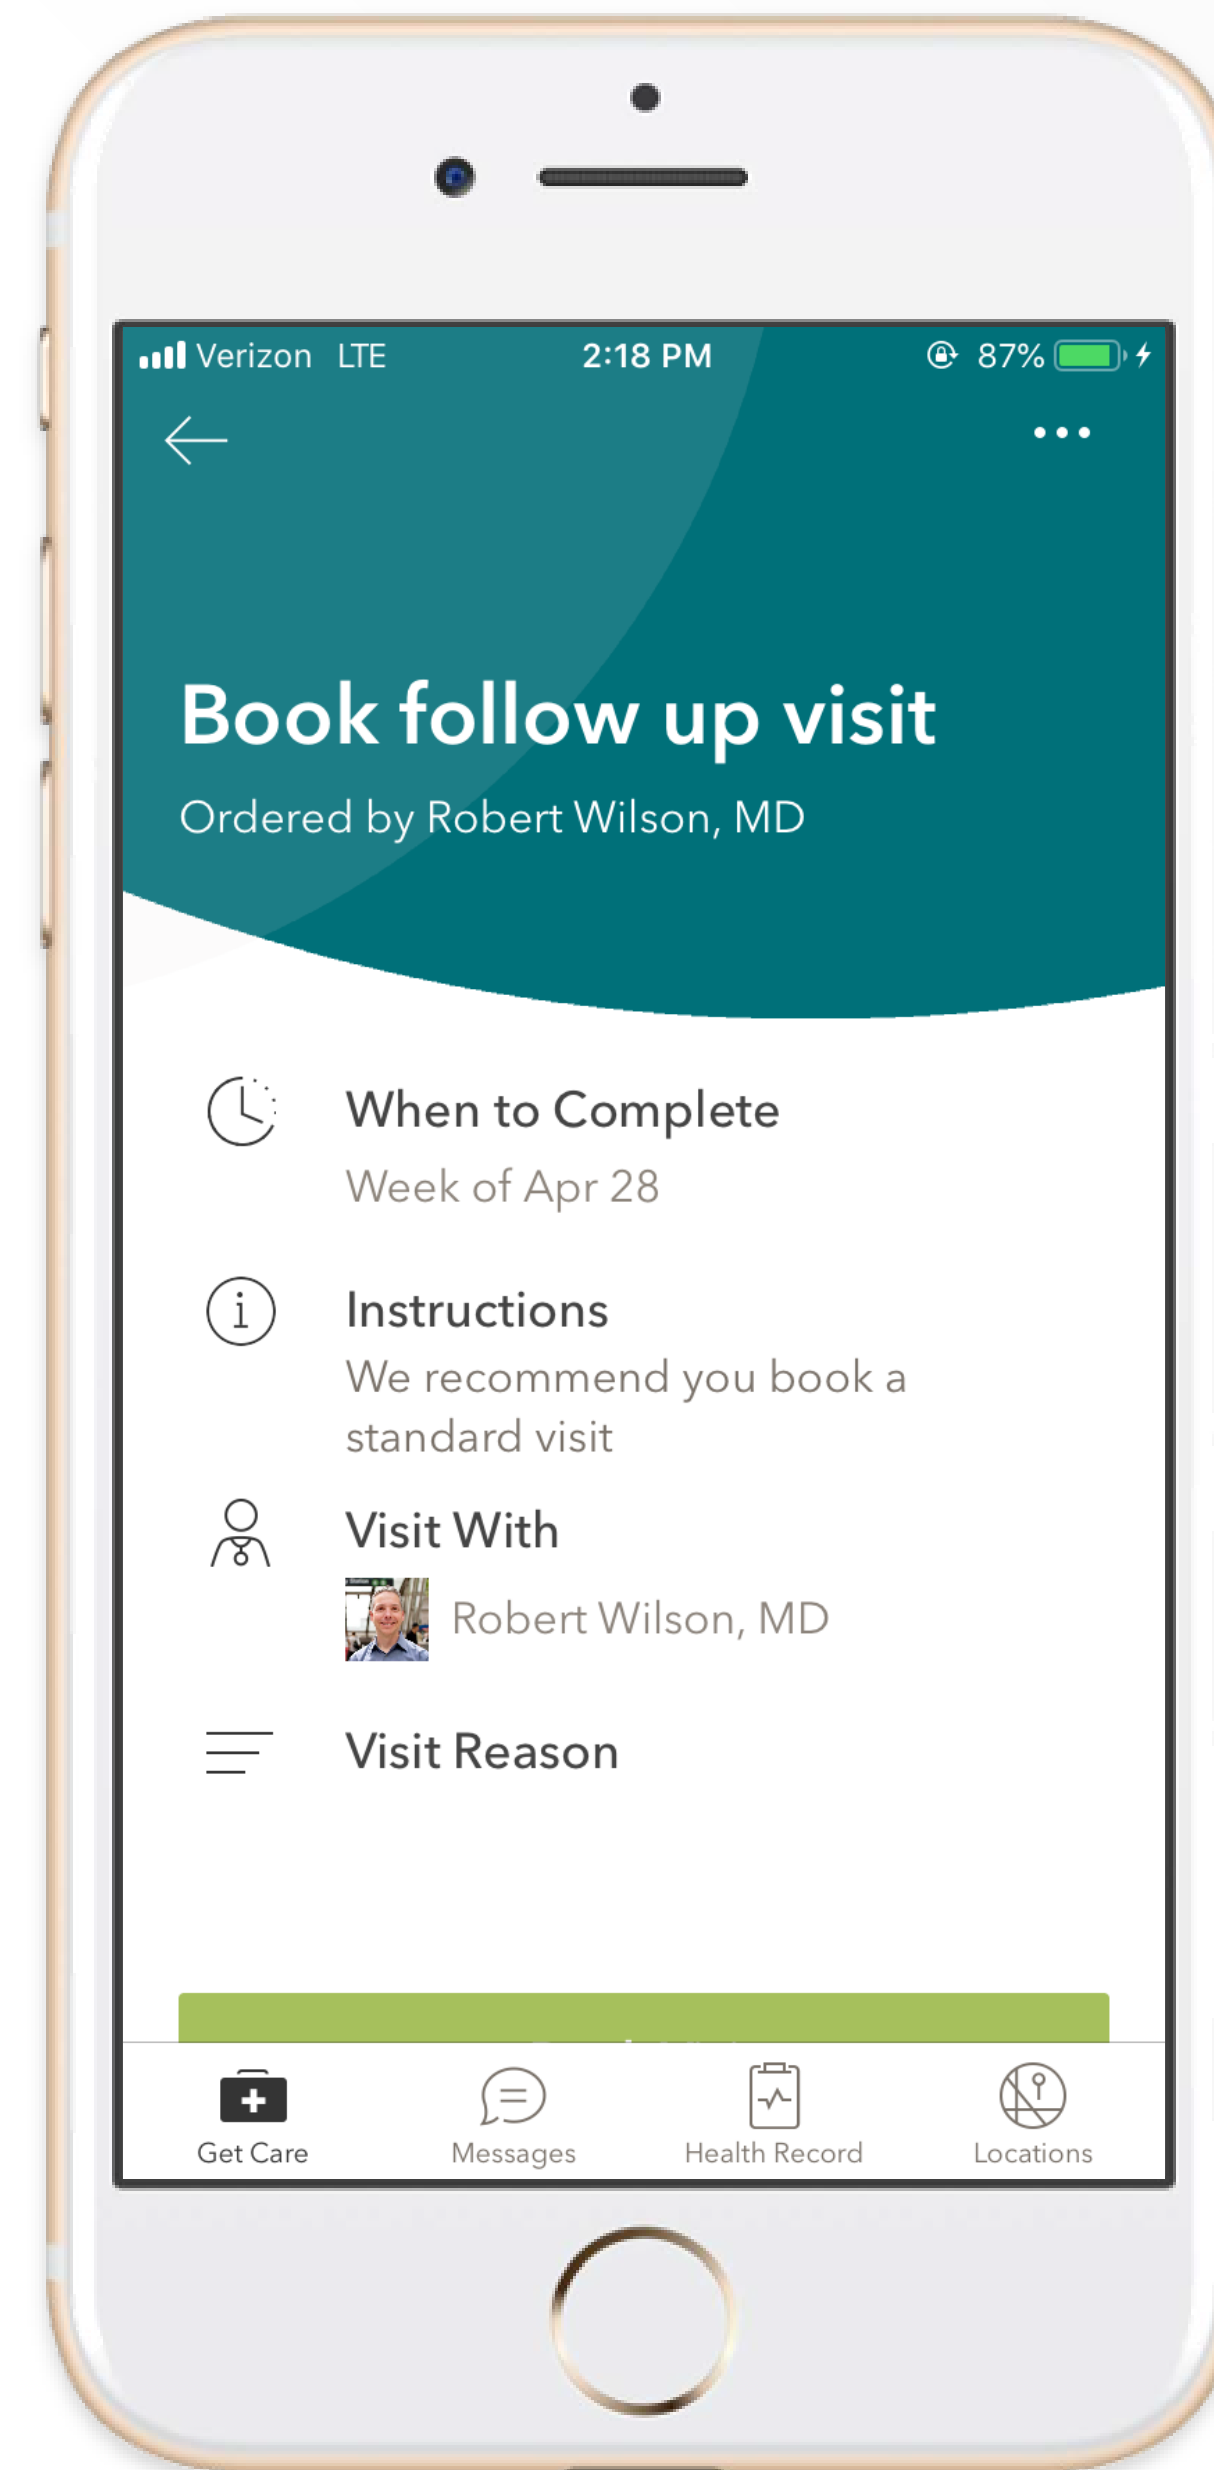 Verizon LTE 2:18 PM 87%
Book follow up visit
Ordered by Robert Wilson, MD
When to Complete
Week of Apr 28
Instructions
We recommend you book a
standard visit
Visit With
Robert Wilson, MD
Visit Reason
Get Care Messages Health Record Locations